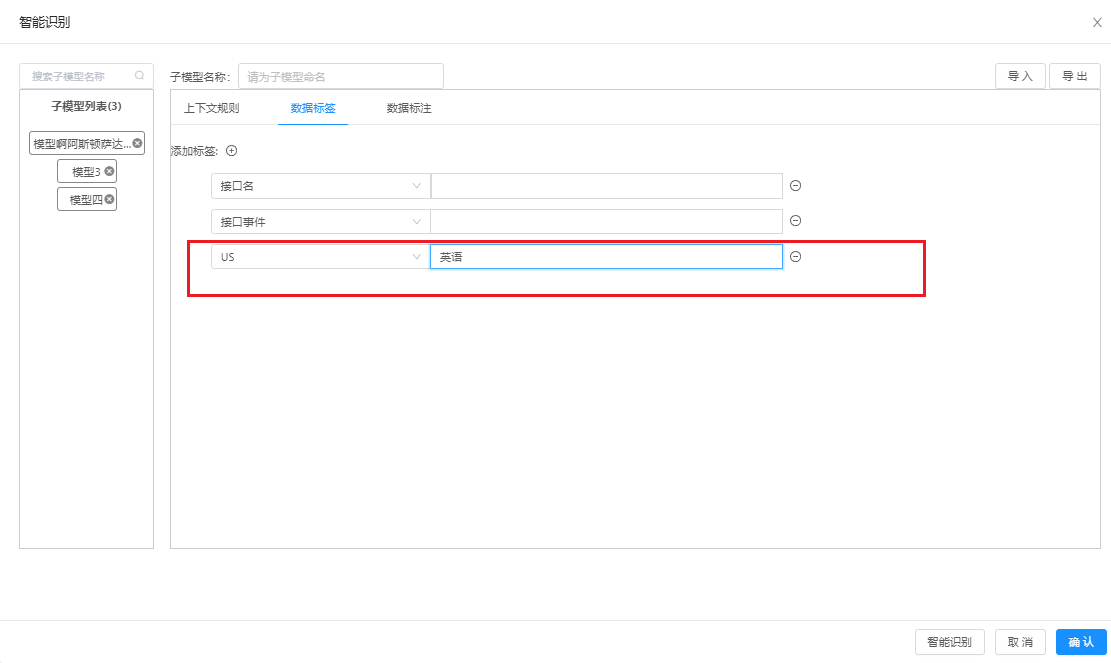 智能识别
搜索子模型名称
子模型名称:
请为子模型命名
导 入
导 出
子模型列表(3)
上下文规则
数据标签
数据标注
模型啊阿斯顿萨达...
模型3
模型四
添加标签:
接口名
接口事件
US
英语
智能识别
取 消
确 认